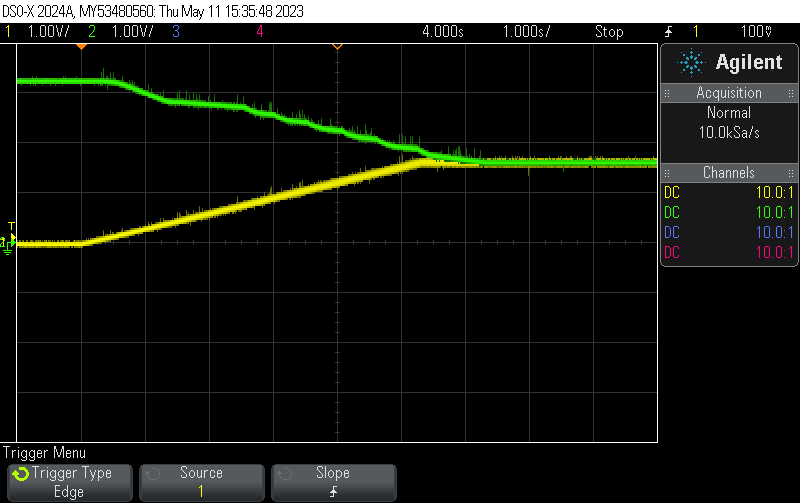 DSO-X 2024A, MY53480560: Thu May 11 15:35:48 2023
1 1.00V/ 2 1.00V/ 3 4 4.000s 1.000s/ Stop 1 100%
T
Agilent
Acquisition
Normal
10.0kSa/s
Channels
DC 10.0:1
DC 10.0:1
DC 10.0:1
DC 10.0:1
Trigger Menu
Trigger Type
Edge
Source
1
Slope